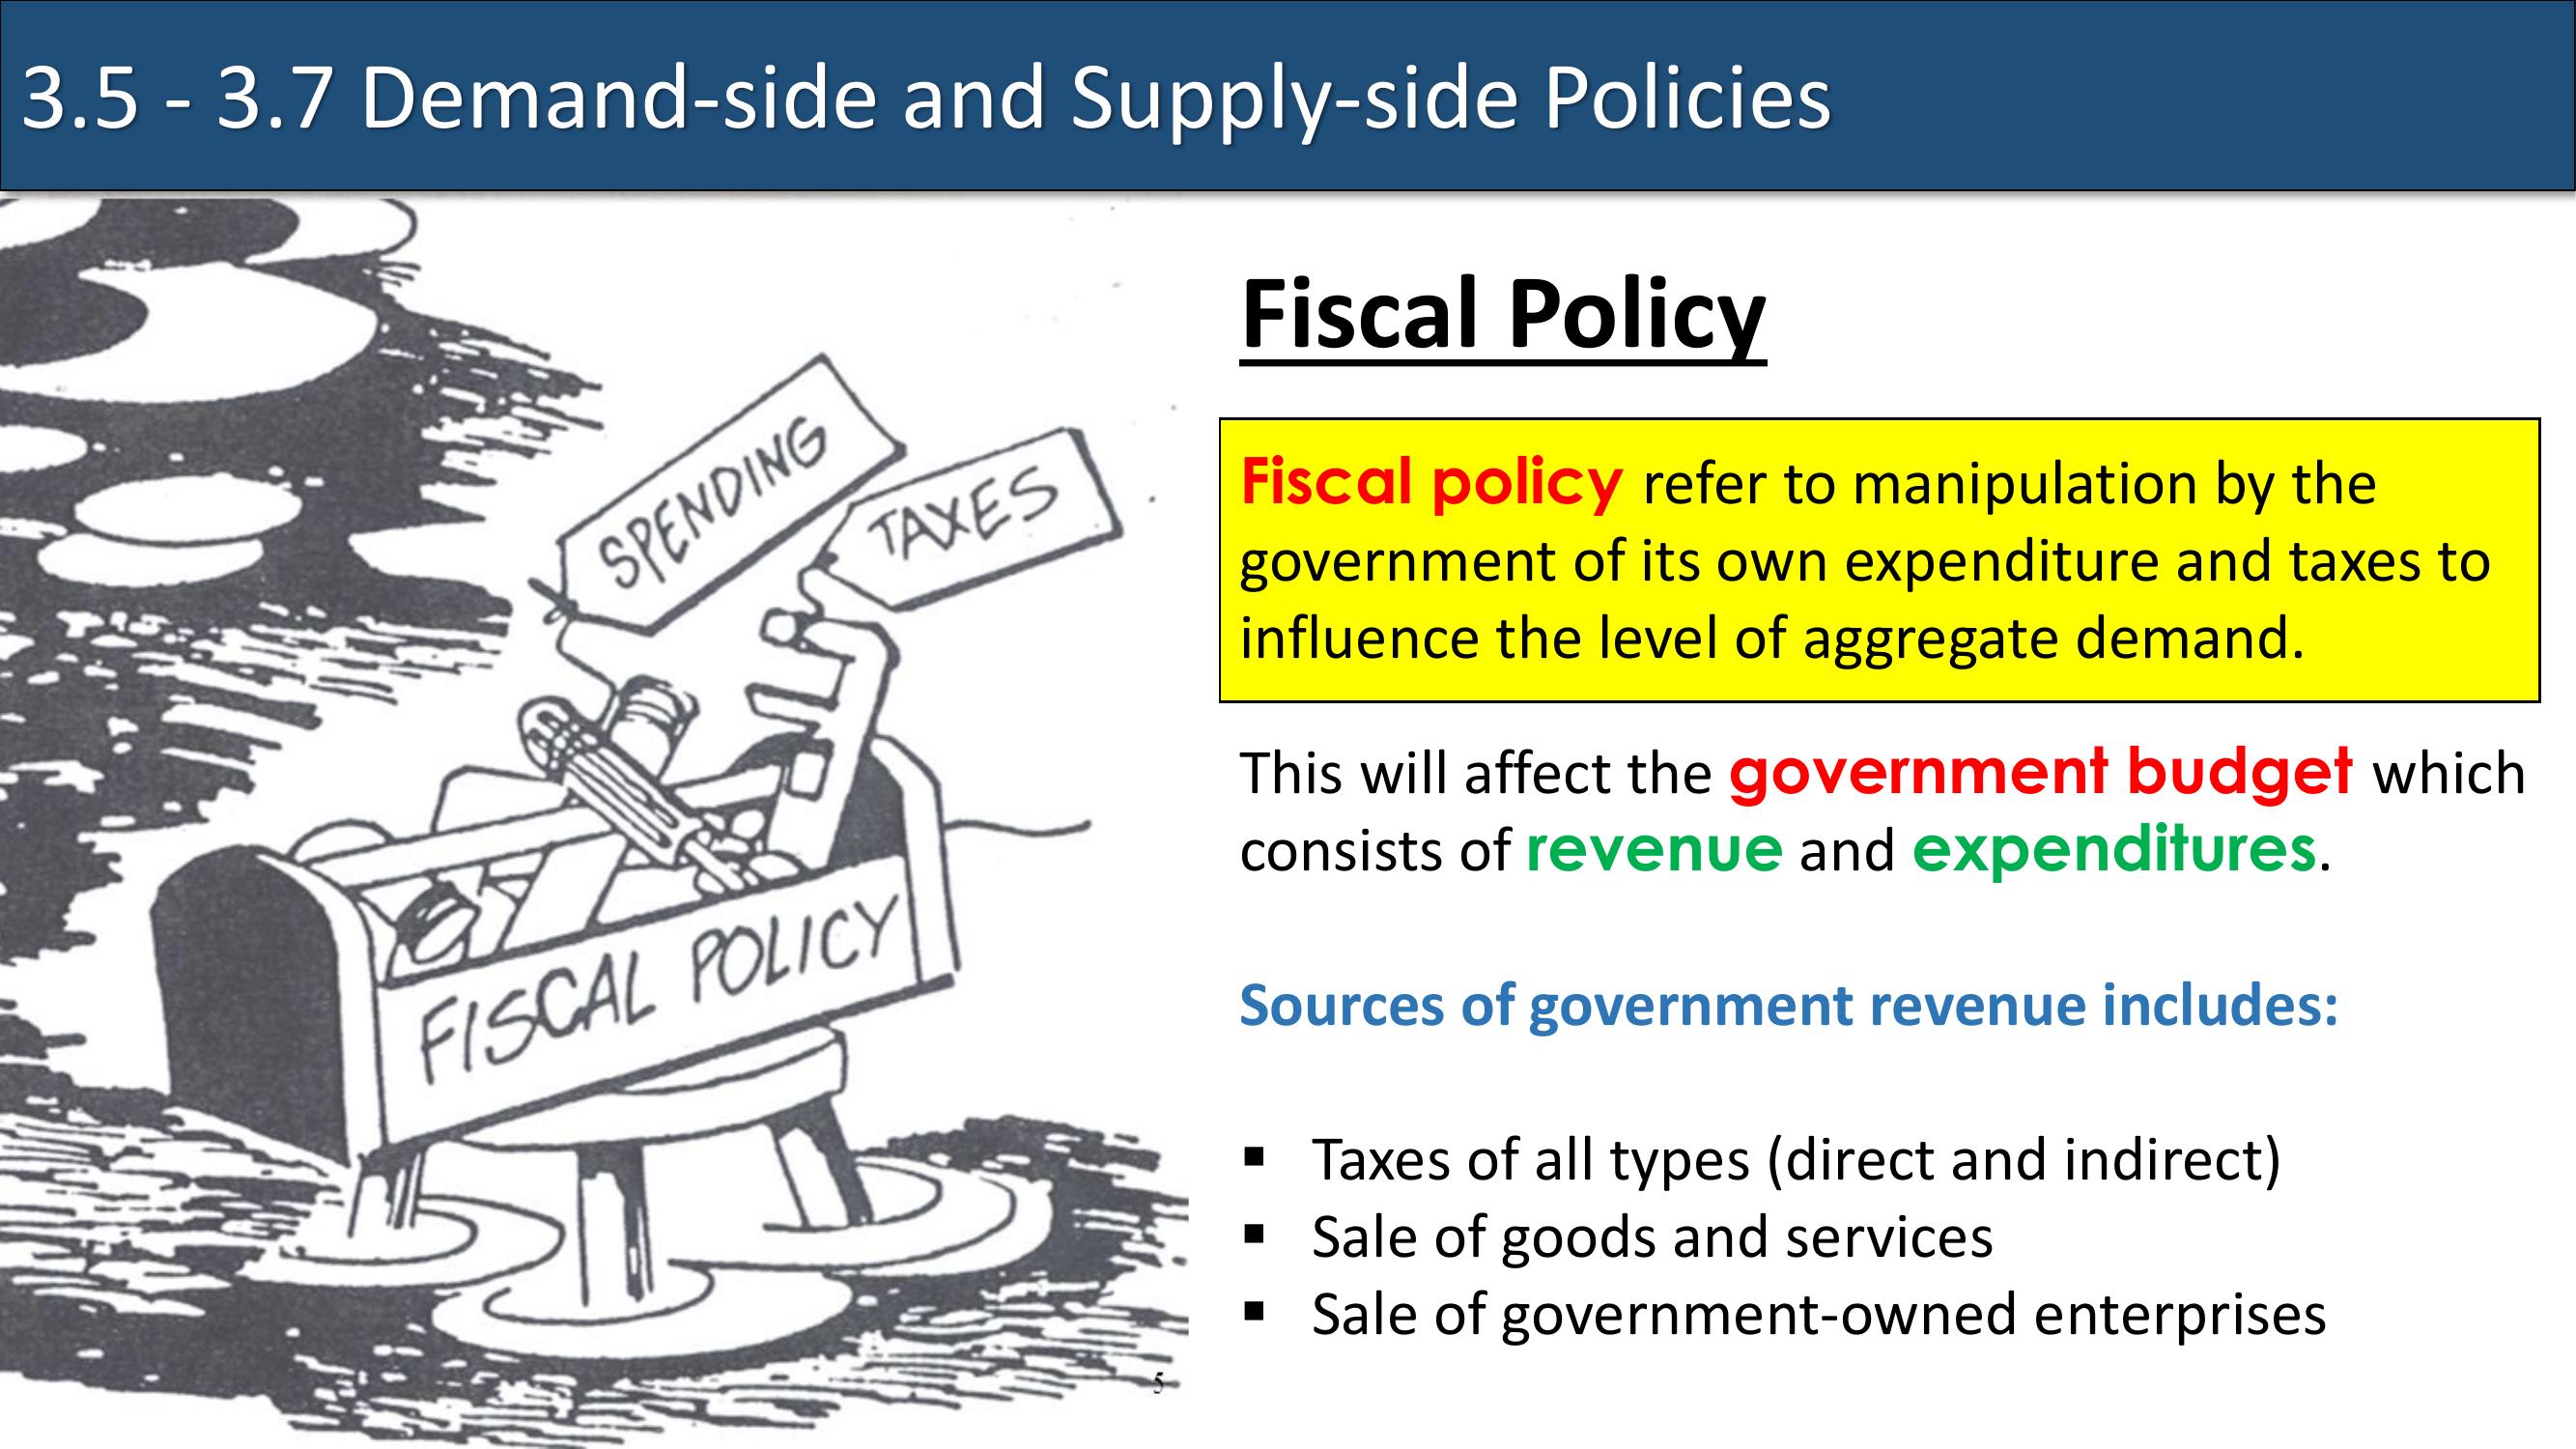 3.5 - 3.7 Demand-side and Supply-side Policies
SPENDING
TAXES
FISCAL POLICY
5
Fiscal Policy
Fiscal policy refer to manipulation by the
government of its own expenditure and taxes to
influence the level of aggregate demand.
This will affect the government budget which
consists of revenue and expenditures.
Sources of government revenue includes:
▪ Taxes of all types (direct and indirect)
▪ Sale of goods and services
▪ Sale of government-owned enterprises